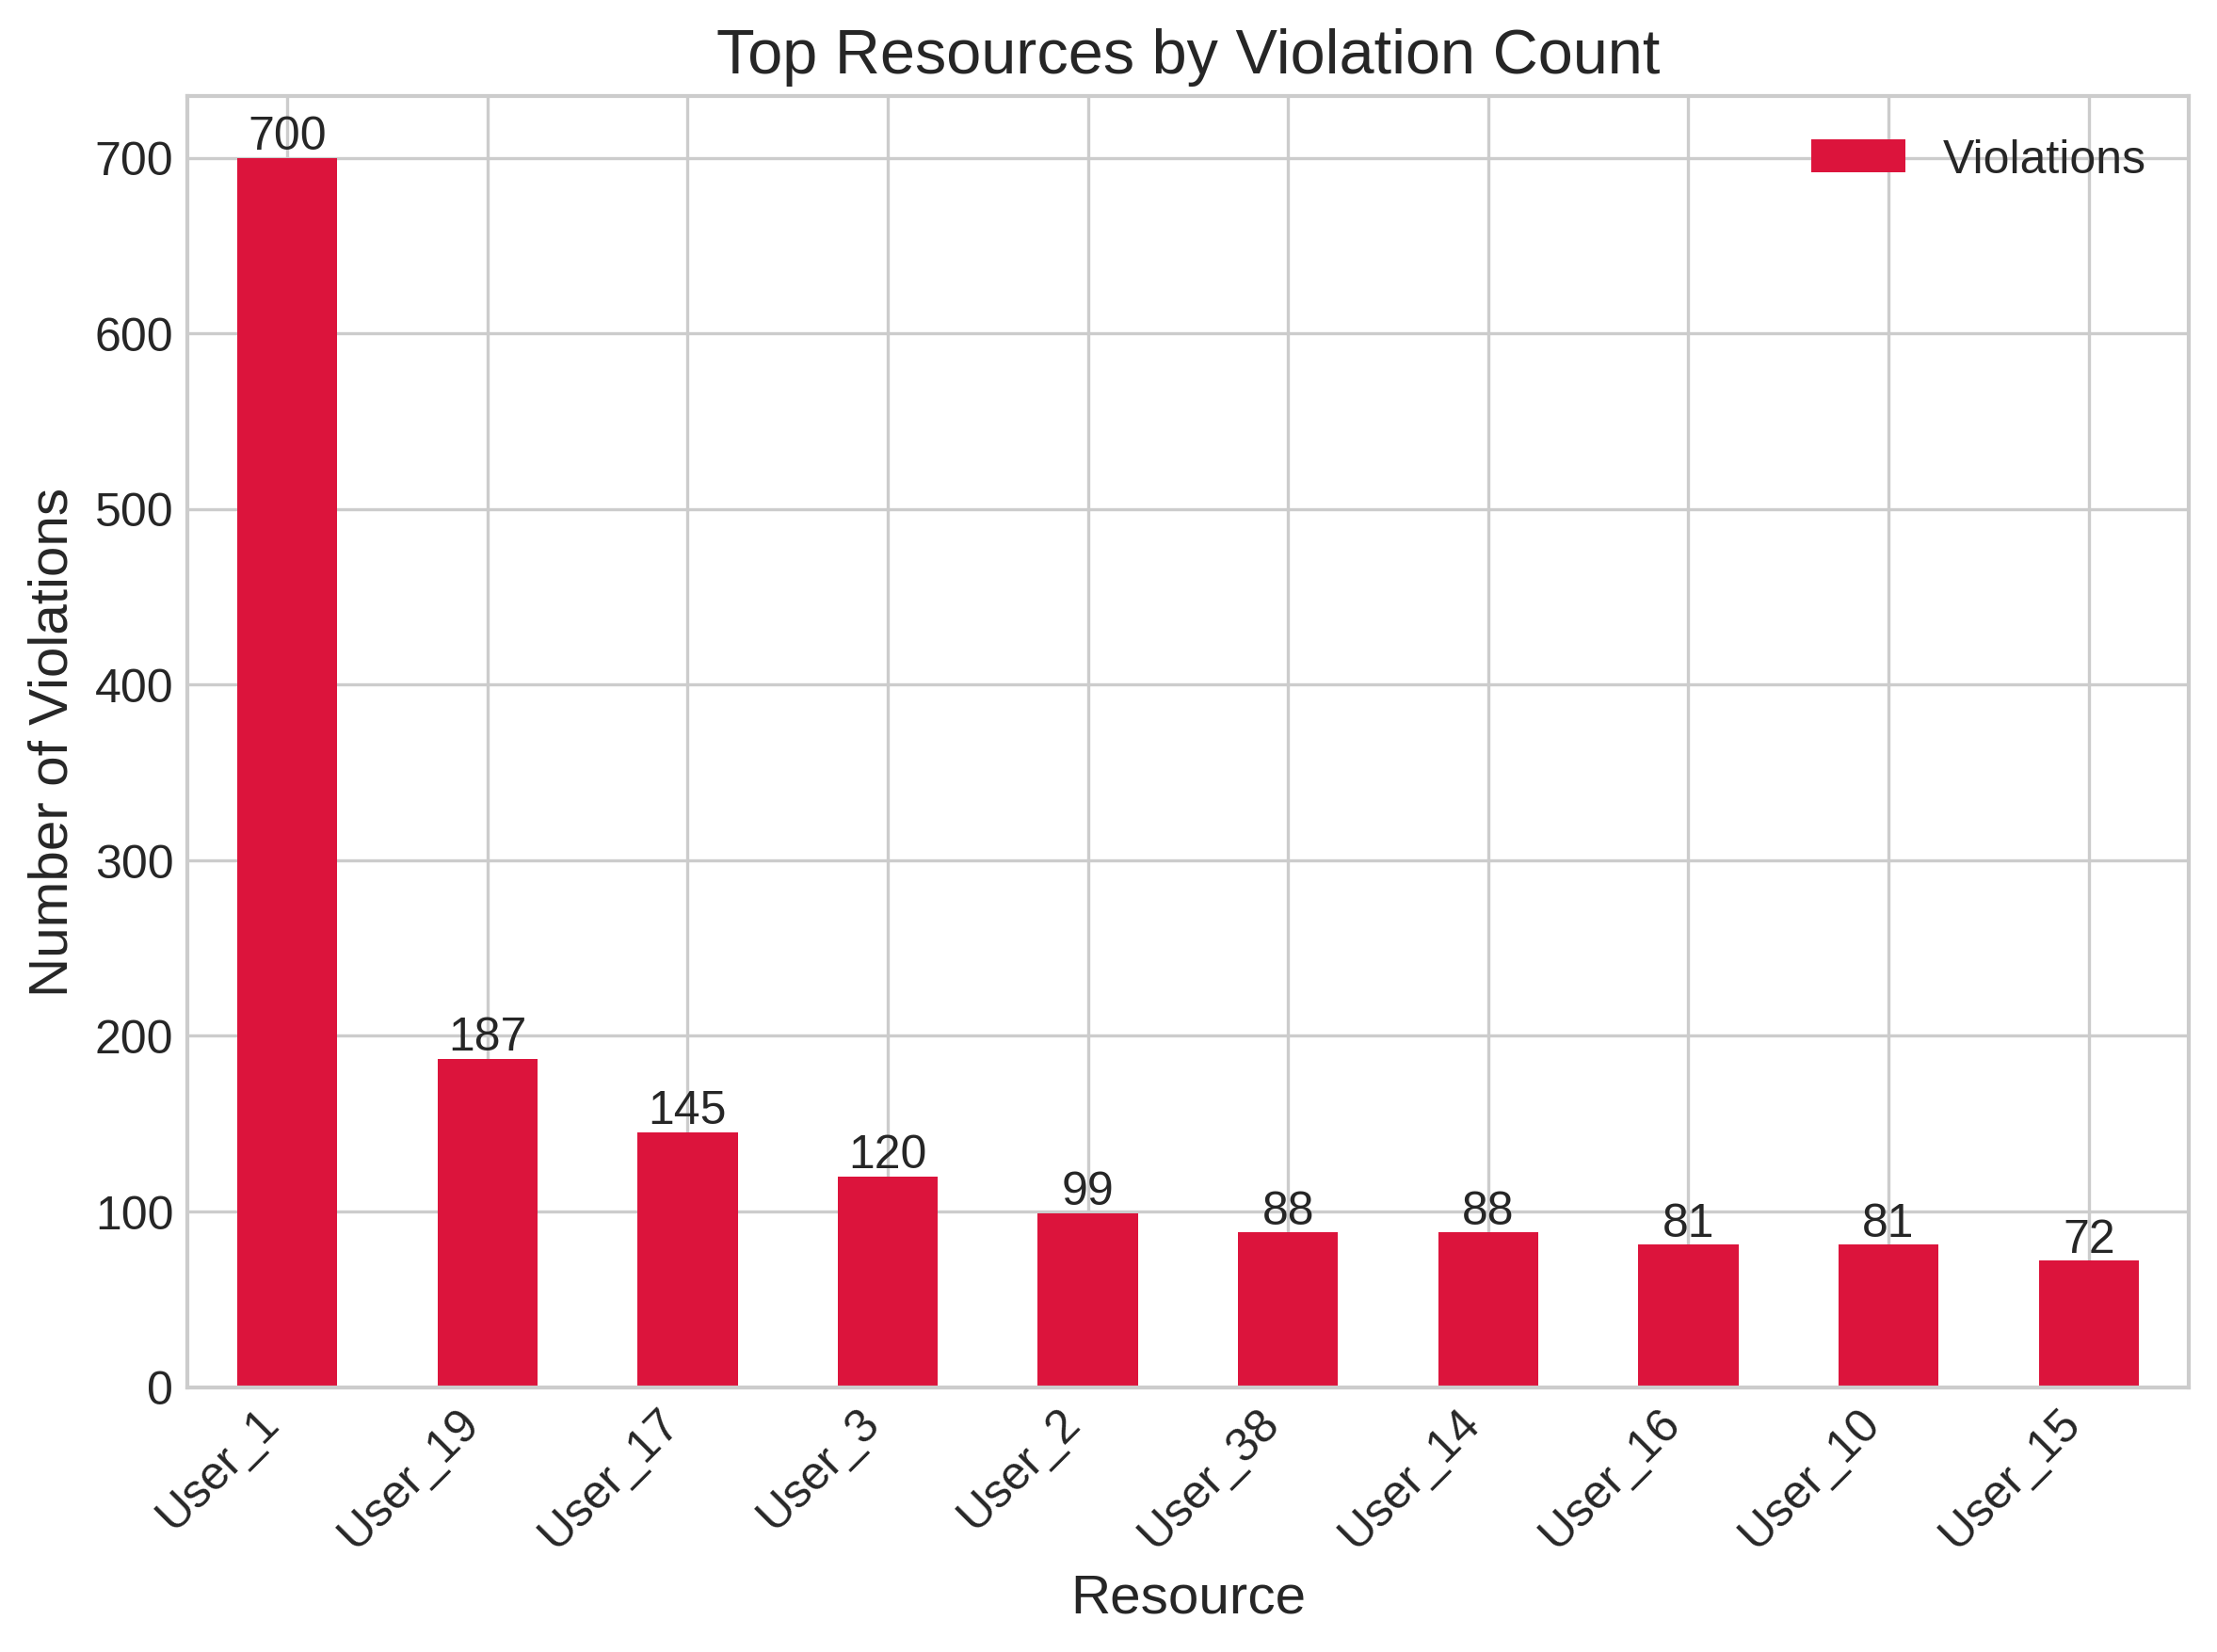 Top Resources by Violation Count
Violations
Number of Violations
700
600
500
400
300
200
100
0
700
187
145
120
99
88
88
81
81
72
User_1
User_19
User_17
User_3
User_2
User_38
User_14
User_16
User_10
User_15
Resource